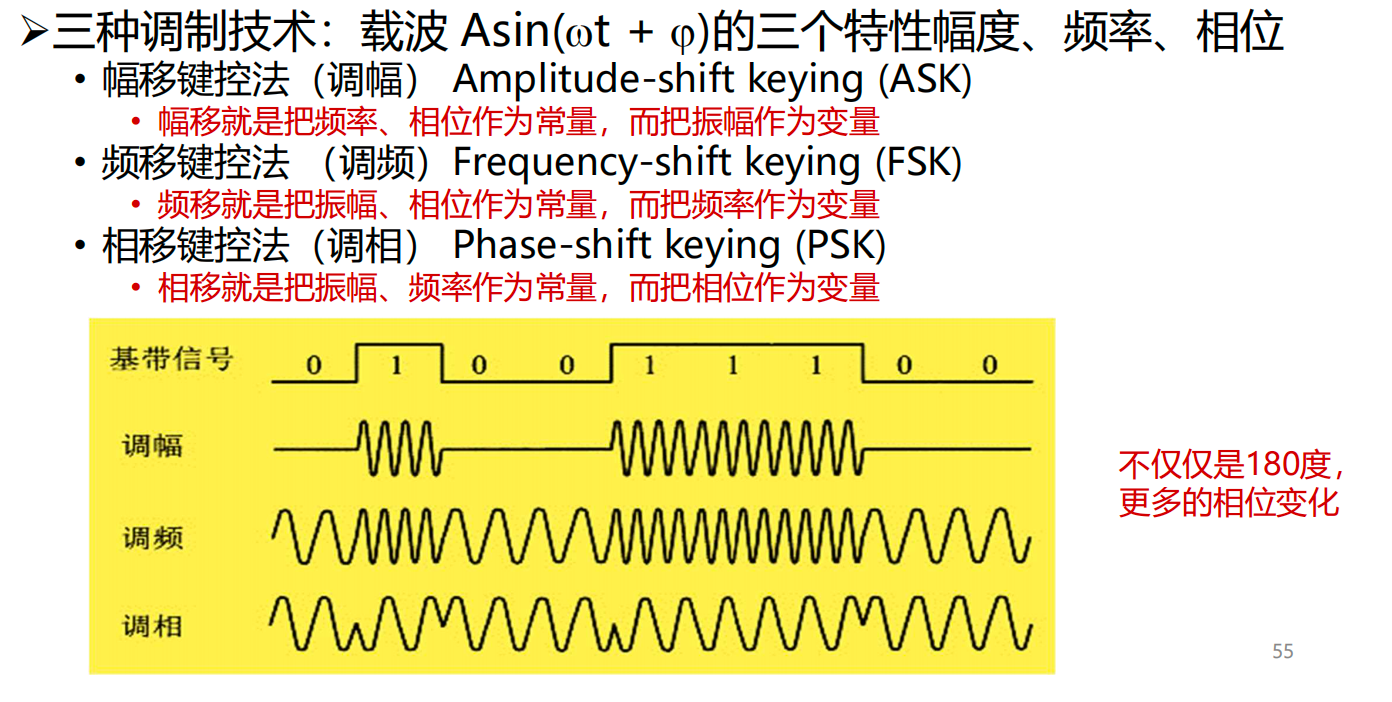 ➢三种调制技术：载波 Asin(ωt + φ)的三个特性幅度、频率、相位
• 幅移键控法（调幅） Amplitude-shift keying (ASK)
• 幅移就是把频率、相位作为常量，而把振幅作为变量
• 频移键控法 （调频）Frequency-shift keying (FSK)
• 频移就是把振幅、相位作为常量，而把频率作为变量
• 相移键控法（调相） Phase-shift keying (PSK)
• 相移就是把振幅、频率作为常量，而把相位作为变量
基带信号 0 1 0 0 1 1 1 0 0
调幅
调频
调相
不仅仅是180度，
更多的相位变化
55